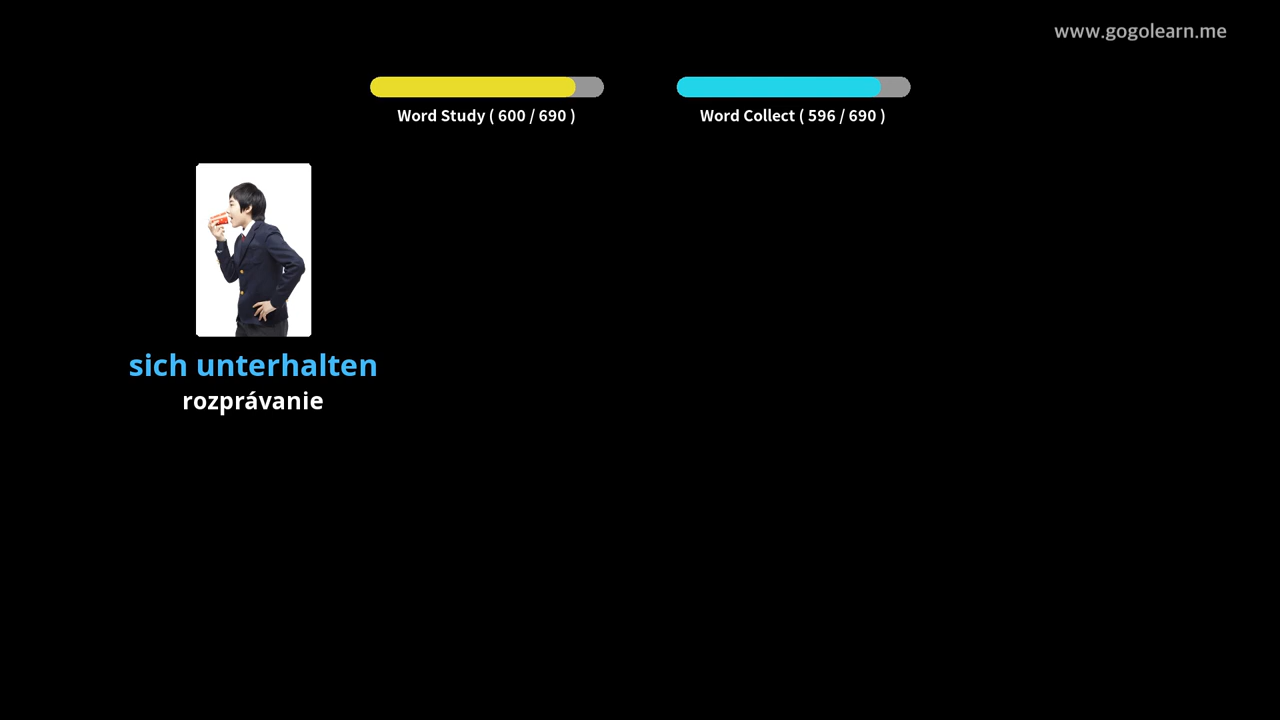 www.gogolearn.me
Word Study ( 600 / 690 )
Word Collect ( 596 / 690 )
sich unterhalten
rozprávanie